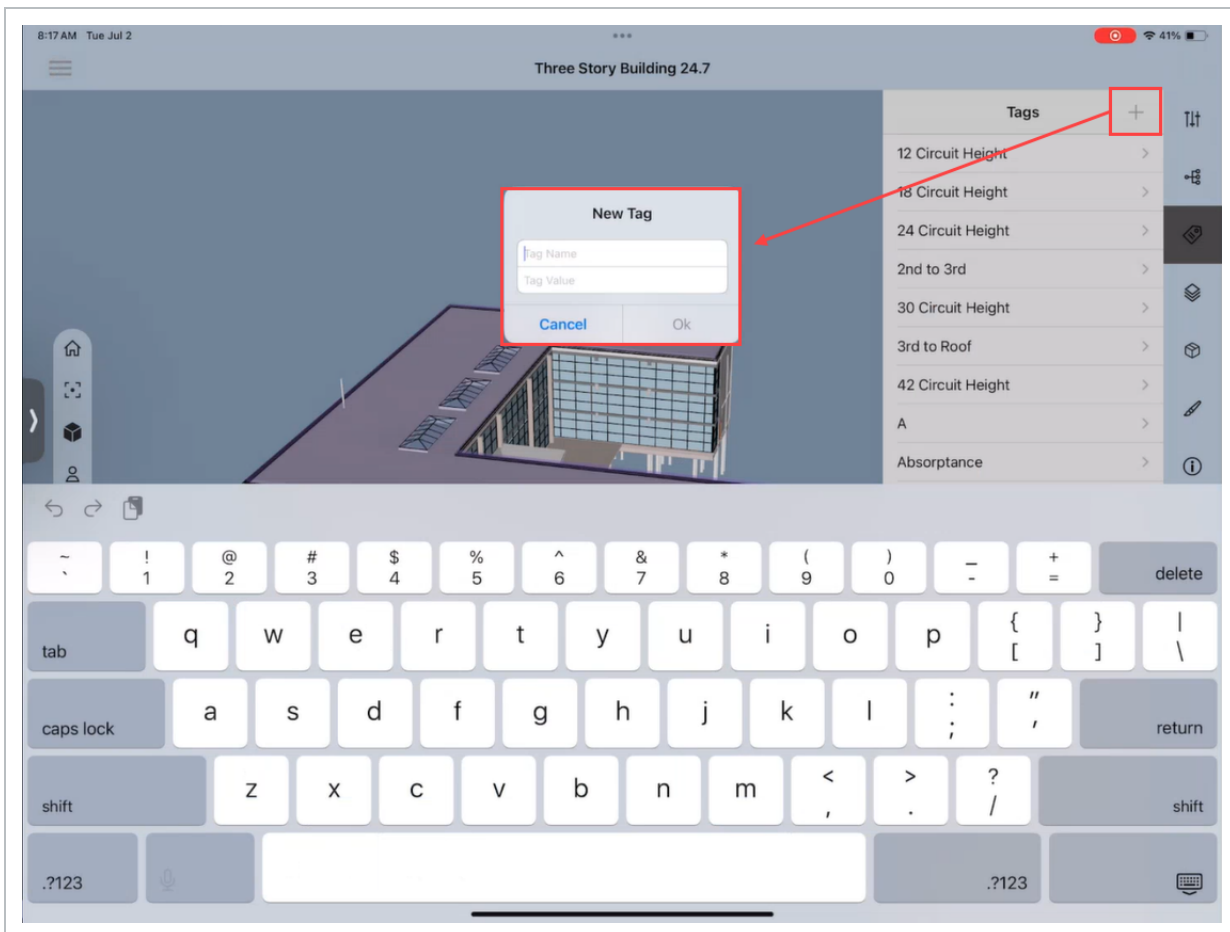 8:17 AM Tue Jul 2
41%
Three Story Building 24.7
Tags
12 Circuit Height
18 Circuit Height
24 Circuit Height
2nd to 3rd
30 Circuit Height
3rd to Roof
42 Circuit Height
A
Absorptance
New Tag
Tag Name
Tag Value
Cancel Ok
~ ! @ # $ % ^ & * ( ) _ +
` 1 2 3 4 5 6 7 8 9 0 - = delete
tab q w e r t y u i o p { [ } ] | \
caps lock a s d f g h j k l : ; " ' return
shift z x c v b n m < , > . ? / shift
.?123 .?123